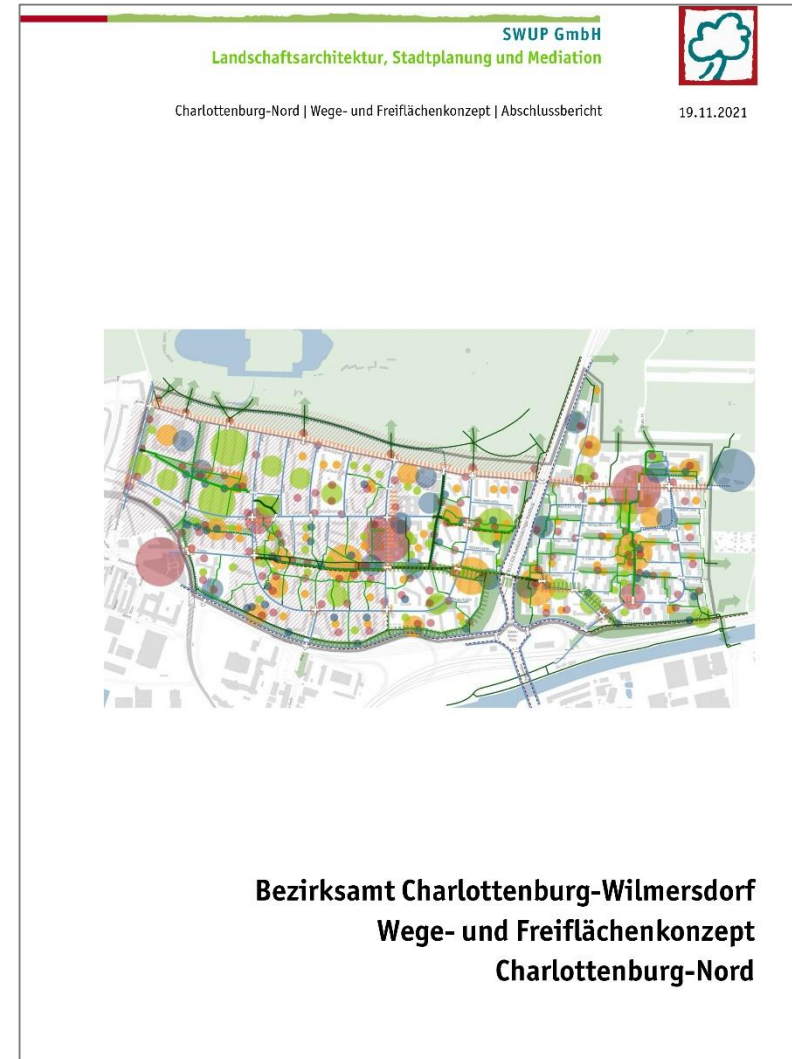 SWUP GmbH
Landschaftsarchitektur, Stadtplanung und Mediation
Charlottenburg-Nord | Wege- und Freiflächenkonzept | Abschlussbericht
19.11.2021
Bezirksamt Charlottenburg-Wilmersdorf
Wege- und Freiflächenkonzept
Charlottenburg-Nord